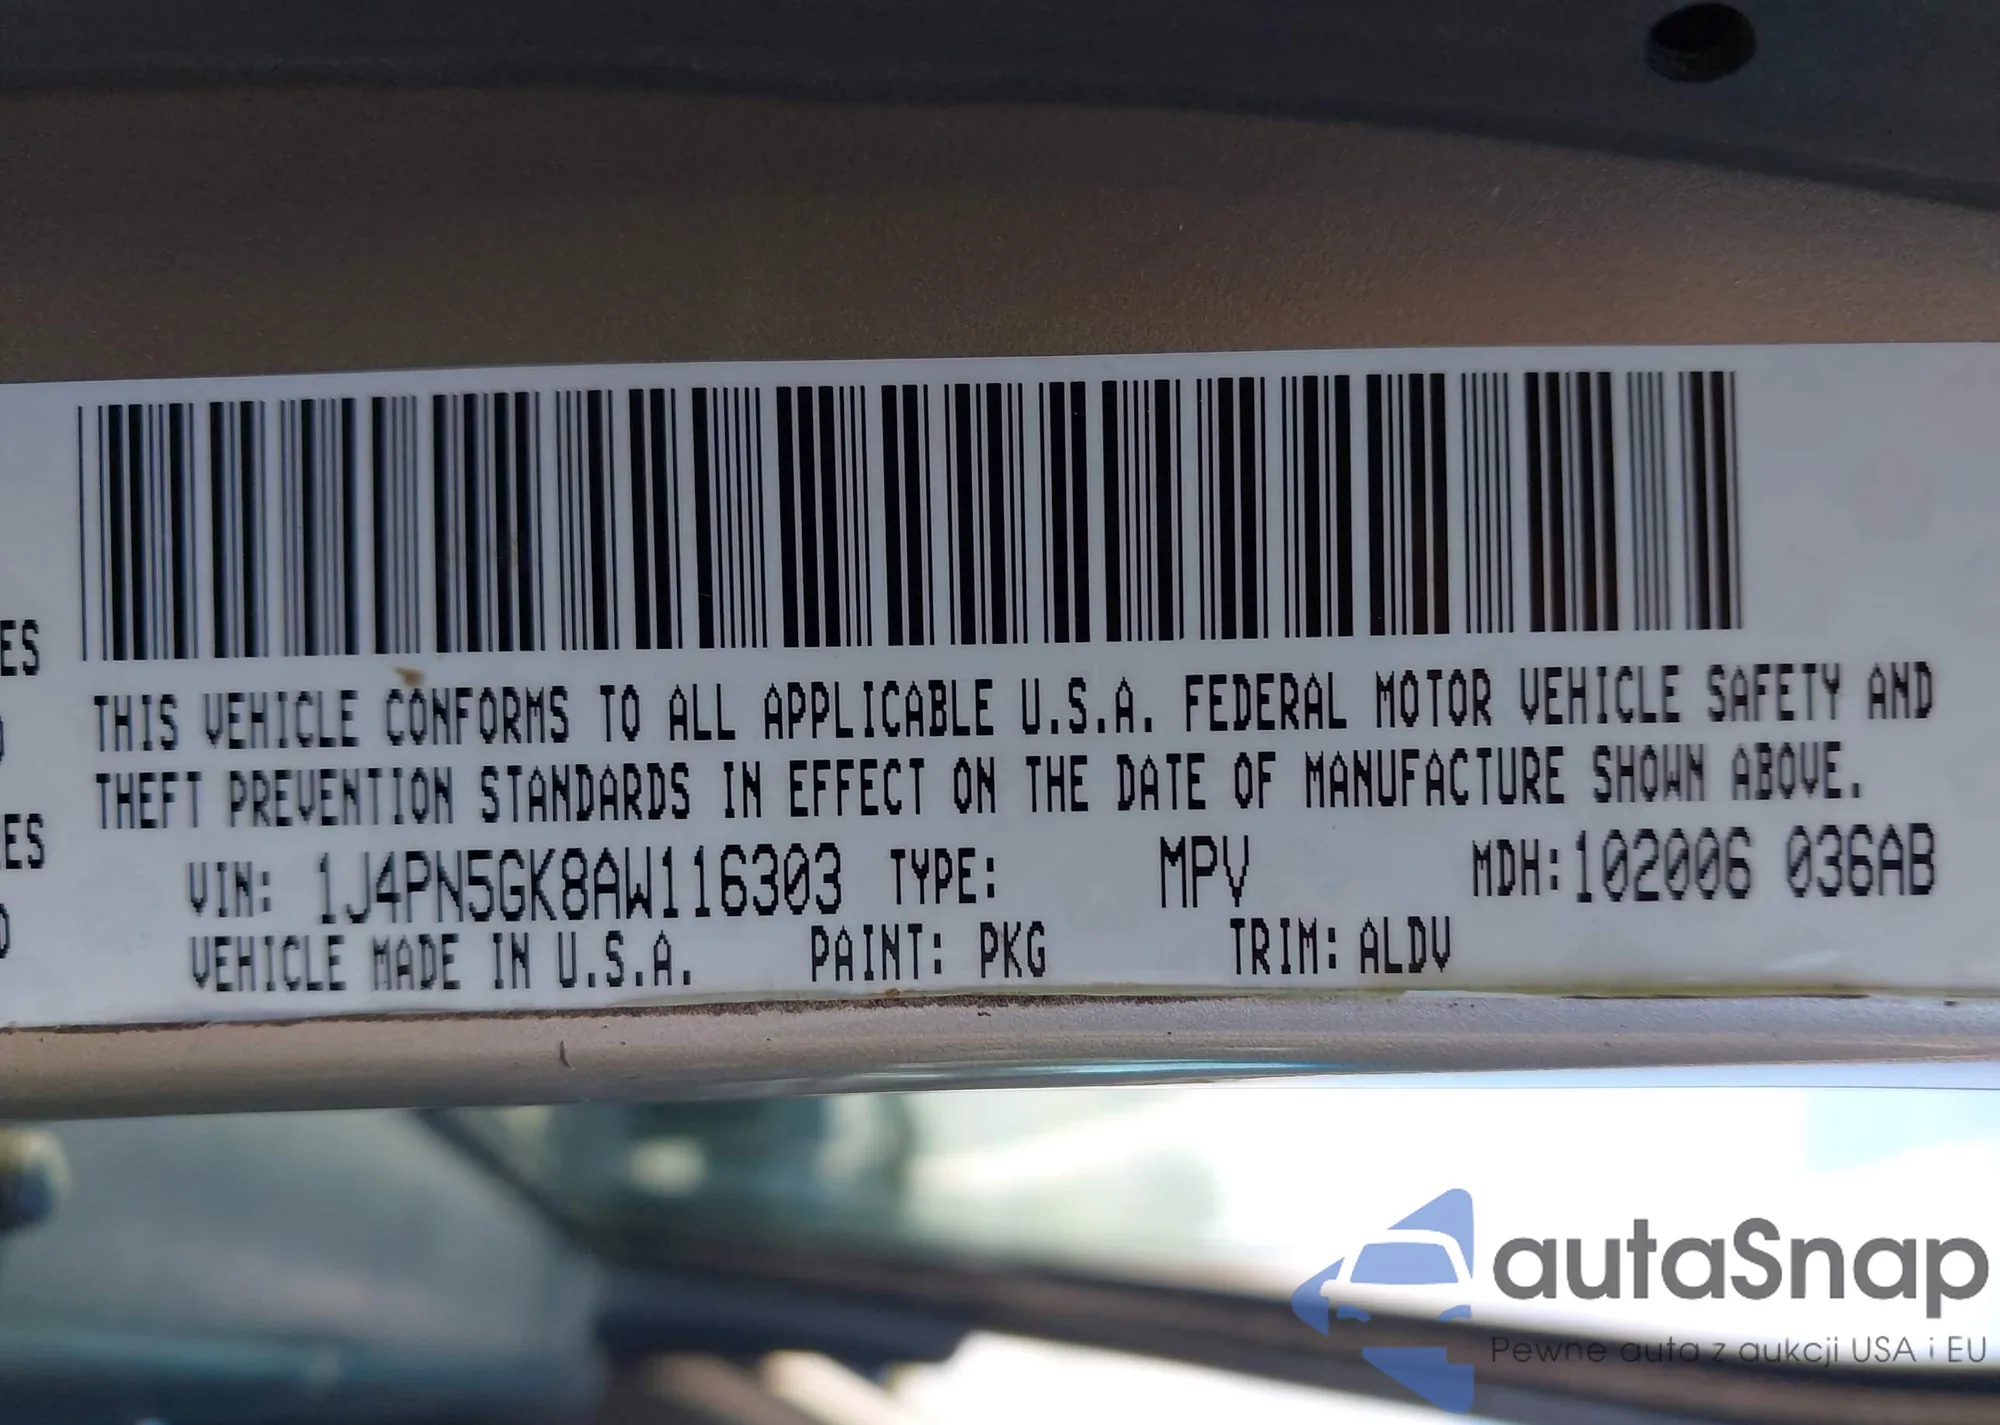 ES
THIS VEHICLE CONFORMS TO ALL APPLICABLE U.S.A. FEDERAL MOTOR VEHICLE SAFETY AND
THEFT PREVENTION STANDARDS IN EFFECT ON THE DATE OF MANUFACTURE SHOWN ABOVE.
ES
VIN: 1J4PN5GK8AW116303 TYPE: MPV MDH:102006 036AB
VEHICLE MADE IN U.S.A. PAINT: PKG TRIM: ALDV
autaSnap
Pewne auta z aukcji USA i EU